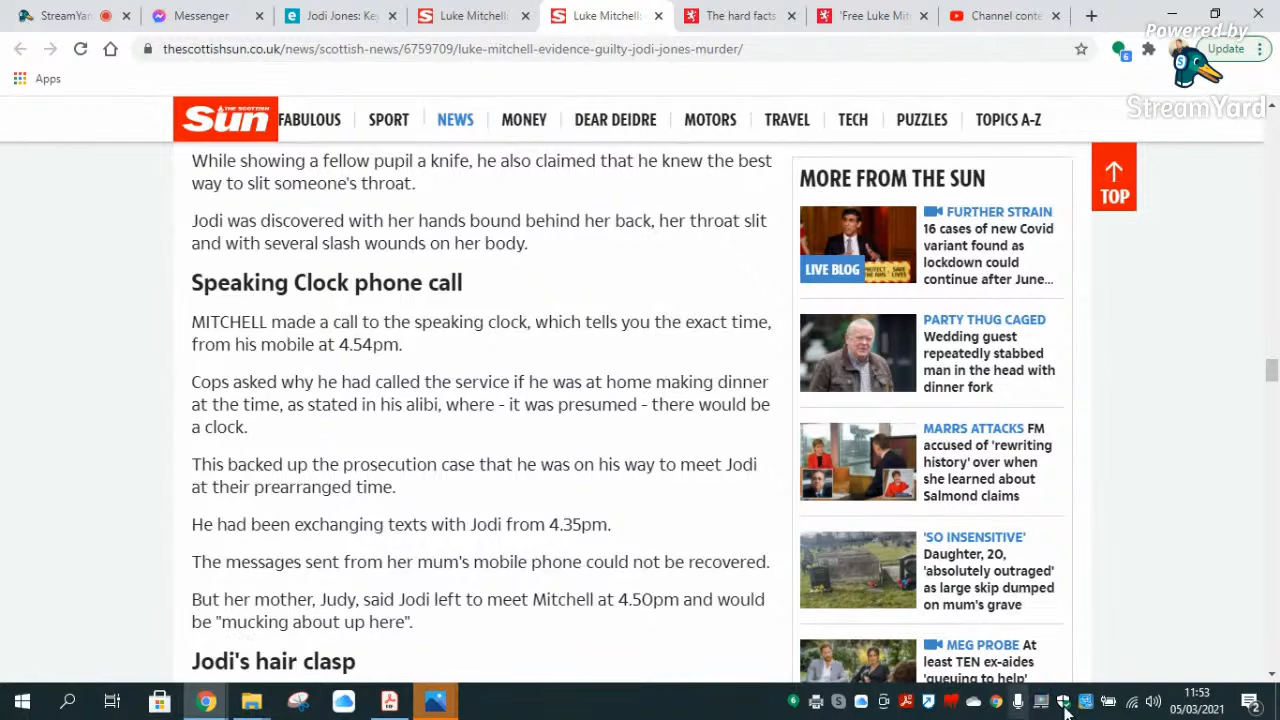 StreamYard
Messenger
Jodi Jones: Ke
Luke Mitchell
Luke Mitchell:
The hard facts
'Free Luke Mit
Channel conte
Powered by
thescottishsun.co.uk/news/scottish-news/6759709/luke-mitchell-evidence-guilty-jodi-jones-murder/
6
Update
Apps
StreamYard
THE SCOTTISH
Sun
FABULOUS
SPORT
NEWS
MONEY
DEAR DEIDRE
MOTORS
TRAVEL
TECH
PUZZLES
TOPICS A-Z
While showing a fellow pupil a knife, he also claimed that he knew the best
way to slit someone's throat.
Jodi was discovered with her hands bound behind her back, her throat slit
and with several slash wounds on her body.
Speaking Clock phone call
MITCHELL made a call to the speaking clock, which tells you the exact time,
from his mobile at 4.54pm.
Cops asked why he had called the service if he was at home making dinner
at the time, as stated in his alibi, where - it was presumed - there would be
a clock.
This backed up the prosecution case that he was on his way to meet Jodi
at their prearranged time.
He had been exchanging texts with Jodi from 4.35pm.
The messages sent from her mum's mobile phone could not be recovered.
But her mother, Judy, said Jodi left to meet Mitchell at 4.50pm and would
be "mucking about up here".
Jodi's hair clasp
MORE FROM THE SUN
TOP
LIVE BLOG
FURTHER STRAIN
16 cases of new Covid
variant found as
lockdown could
continue after June...
PARTY THUG CAGED
Wedding guest
repeatedly stabbed
man in the head with
dinner fork
MARRS ATTACKS FM
accused of 'rewriting
history' over when
she learned about
Salmond claims
'SO INSENSITIVE'
Daughter, 20,
'absolutely outraged'
as large skip dumped
on mum's grave
MEG PROBE At
least TEN ex-aides
'queuing to help'
11:53
05/03/2021
2